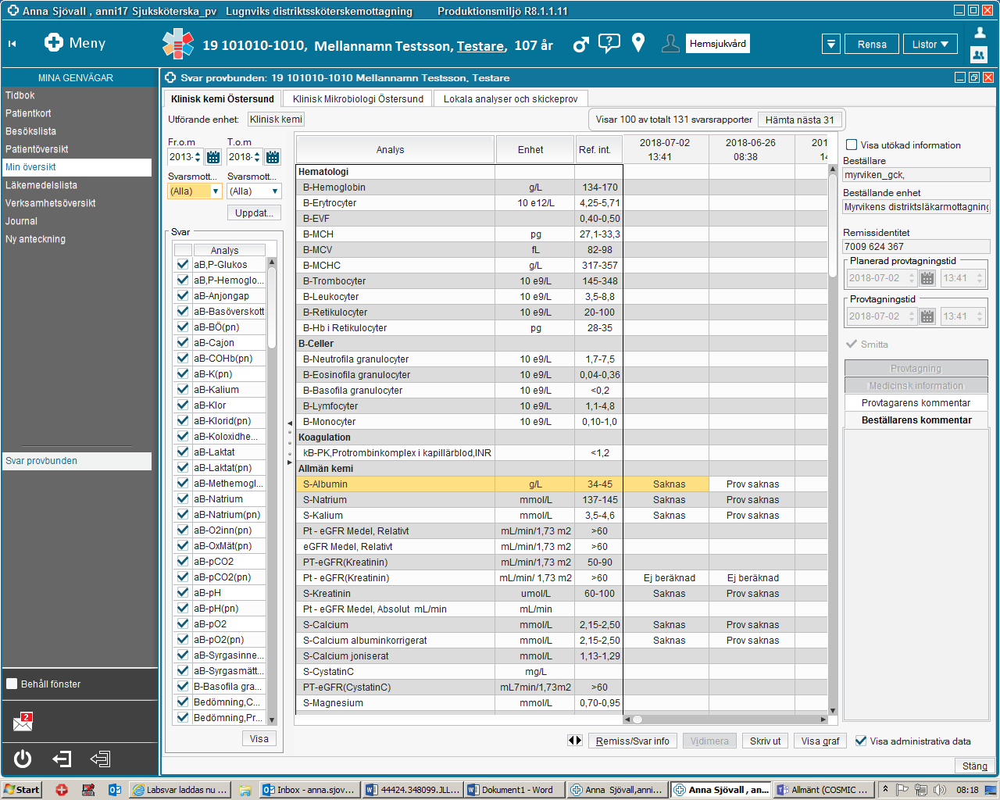 Anna Sjövall , anni17 Sjuksköterska_pv Lugnviks distriktssköterskemottagning Produktionsmiljö R8.1.1.11
Meny
19 101010-1010, Mellannamn Testsson, Testare, 107 år
Hemsjukvård
Rensa
Listor
MINA GENVÄGAR
Tidbok
Patientkort
Besökslista
Patientöversikt
Min översikt
Läkemedelslista
Verksamhetsöversikt
Journal
Ny anteckning
Svar provbunden
Behåll fönster
2
Svar provbunden: 19 101010-1010 Mellannamn Testsson, Testare
Klinisk kemi Östersund
Klinisk Mikrobiologi Östersund
Lokala analyser och skickeprov
Utförande enhet: Klinisk kemi
Visar 100 av totalt 131 svarsrapporter
Hämta nästa 31
Fr.o.m
T.o.m
2013-
2018-
Svarsmott...
Svarsmott...
(Alla)
(Alla)
Uppdat...
Svar
Analys
aB,P-Glukos
aB,P-Hemoglo...
aB-Anjongap
aB-Basöverskott
aB-BÖ(pn)
aB-Cajon
aB-COHb(pn)
aB-K(pn)
aB-Kalium
aB-Klor
aB-Klorid(pn)
aB-Koloxidhe...
aB-Laktat
aB-Laktat(pn)
aB-Methemogl...
aB-Natrium
aB-Natrium(pn)
aB-O2inn(pn)
aB-OxMät(pn)
aB-pCO2
aB-pCO2(pn)
aB-pH
aB-pH(pn)
aB-pO2
aB-pO2(pn)
aB-Syrgasinne...
aB-Syrgasmätt...
B-Basofila gra...
Bedömning,C...
Bedömning,Pr...
Visa
Analys Enhet Ref. int. 2018-07-02 2018-06-26 201
13:41 08:38 14
Hematologi
B-Hemoglobin g/L 134-170
B-Erytrocyter 10 e12/L 4,25-5,71
B-EVF 0,40-0,50
B-MCH pg 27,1-33,3
B-MCV fL 82-98
B-MCHC g/L 317-357
B-Trombocyter 10 e9/L 145-348
B-Leukocyter 10 e9/L 3,5-8,8
B-Retikulocyter 10 e9/L 20-100
B-Hb i Retikulocyter pg 28-35
B-Celler
B-Neutrofila granulocyter 10 e9/L 1,7-7,5
B-Eosinofila granulocyter 10 e9/L 0,04-0,36
B-Basofila granulocyter 10 e9/L <0,2
B-Lymfocyter 10 e9/L 1,1-4,8
B-Monocyter 10 e9/L 0,10-1,0
Koagulation
kB-PK,Protrombinkomplex i kapillärblod,INR <1,2
Allmän kemi
S-Albumin g/L 34-45 Saknas Prov saknas
S-Natrium mmol/L 137-145 Saknas Prov saknas
S-Kalium mmol/L 3,5-4,6 Saknas Prov saknas
Pt - eGFR Medel, Relativt mL/min/1,73 m2 >60
eGFR Medel, Relativt mL/min/1,73 m2 >60
PT-eGFR(Kreatinin) mL/min/1,73 m2 50-90
Pt - eGFR(Kreatinin) mL/min/ 1,73 m2 >60 Ej beräknad Ej beräknad
S-Kreatinin umol/L 60-100 Saknas Prov saknas
Pt - eGFR Medel, Absolut mL/min mL/min
S-Calcium mmol/L 2,15-2,50 Saknas Prov saknas
S-Calcium albuminkorrigerat mmol/L 2,15-2,50 Saknas Prov saknas
S-Calcium joniserat mmol/L 1,13-1,29
S-CystatinC mg/L
PT-eGFR(CystatinC) mL7min/1,73m2 >60
S-Magnesium mmol/L 0,70-0,95
Visa utökad information
Beställare
myrviken_gck,
Beställande enhet
Myrvikens distriktsläkarmottagning
Remissidentitet
7009 624 367
Planerad provtagningstid
2018-07-02 13:41
Provtagningstid
2018-07-02 13:41
Smitta
Provtagning
Medicinsk information
Provtagarens kommentar
Beställarens kommentar
Remiss/Svar info
Vidimera
Skriv ut
Visa graf
Visa administrativa data
Stäng
Start
Labsvar laddas nu ...
Inbox - anna.sjov...
44424.348099.JLL...
Dokument1 - Word
Anna Sjövall,anni...
Anna Sjövall , an...
Allmänt (COSMIC ...
08:18